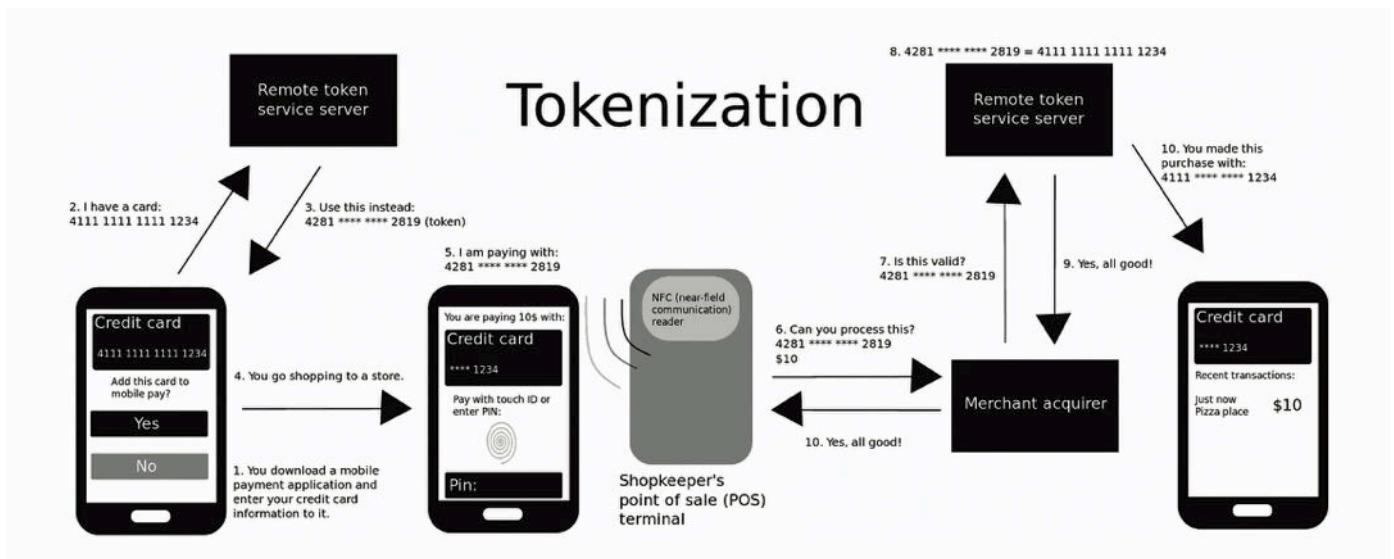 Tokenization
Remote token
service server
2. I have a card:
4111 1111 1111 1234
3. Use this instead:
4281 **** **** 2819 (token)
Credit card
4111 1111 1111 1234
Add this card to
mobile pay?
Yes
No
4. You go shopping to a store.
1. You download a mobile
payment application and
enter your credit card
information to it.
5. I am paying with:
4281 **** **** 2819
You are paying 10$ with:
Credit card
**** 1234
Pay with touch ID or
enter PIN:
Pin:
NFC (near-field
communication)
reader
Shopkeeper's
point of sale (POS)
terminal
6. Can you process this?
4281 **** **** 2819
$10
10. Yes, all good!
Merchant acquirer
7. Is this valid?
4281 **** **** 2819
9. Yes, all good!
8. 4281 **** **** 2819 = 4111 1111 1111 1234
Remote token
service server
10. You made this
purchase with:
4111 **** **** 1234
Credit card
**** 1234
Recent transactions:
Just now
Pizza place
$10